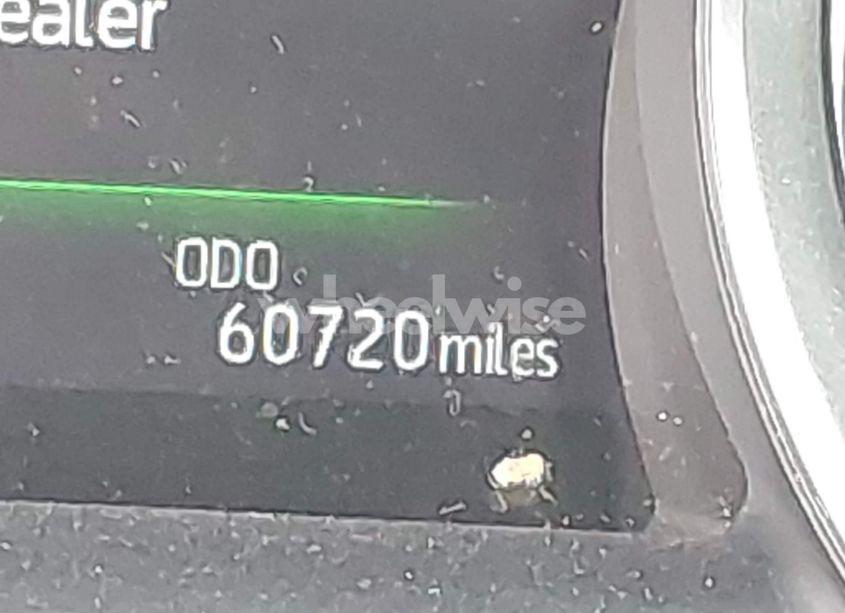 ealer
ODO
60720 miles
wheelwise